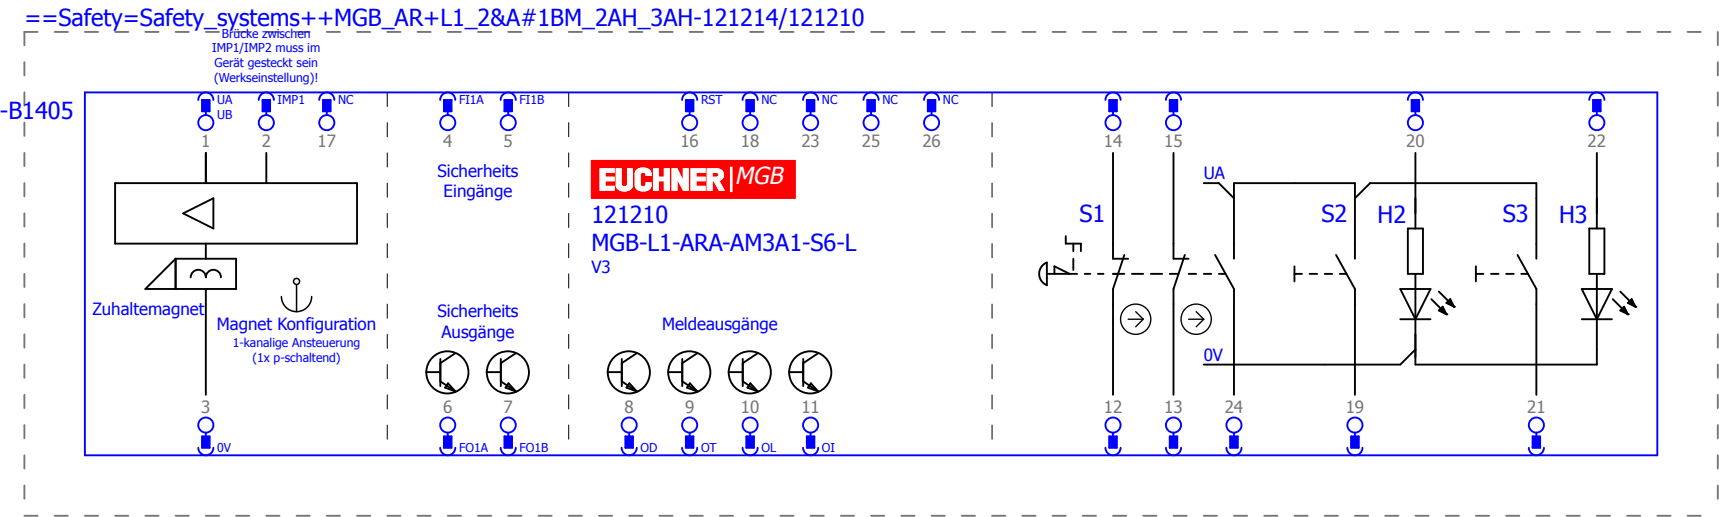 ==Safety=Safety_systems++MGB_AR+L1_2&A#1BM_2AH_3AH-121214/121210
Brücke zwischen
IMP1/IMP2 muss im
Gerät gesteckt sein
(Werkseinstellung)!
-B1405
UA
UB
IMP1
NC
FI1A
FI1B
RST
NC
NC
NC
NC
1
2
17
4
5
16
18
23
25
26
14
15
20
22
Sicherheits
Eingänge
EUCHNER MGB
121210
MGB-L1-ARA-AM3A1-S6-L
V3
UA
S1
S2
H2
S3
H3
Zuhaltemagnet
Magnet Konfiguration
1-kanalige Ansteuerung
(1x p-schaltend)
Sicherheits
Ausgänge
Meldeausgänge
0V
3
6
7
8
9
10
11
12
13
24
19
21
0V
FO1A
FO1B
OD
OT
OL
OI